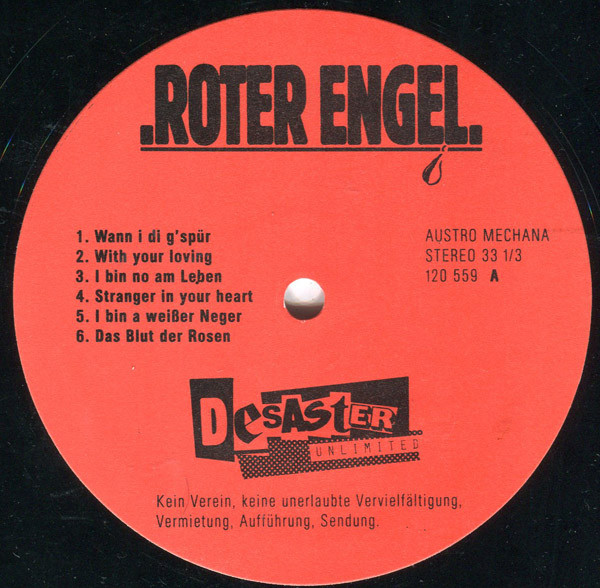 .ROTER ENGEL.
1. Wann i di g'spür
2. With your loving
3. I bin no am Leben
4. Stranger in your heart
5. I bin a weißer Neger
6. Das Blut der Rosen
AUSTRO MECHANA
STEREO 33 1/3
120 559 A
DESASTER
UNLIMITED
Kein Verein, keine unerlaubte Vervielfältigung,
Vermietung, Aufführung, Sendung.